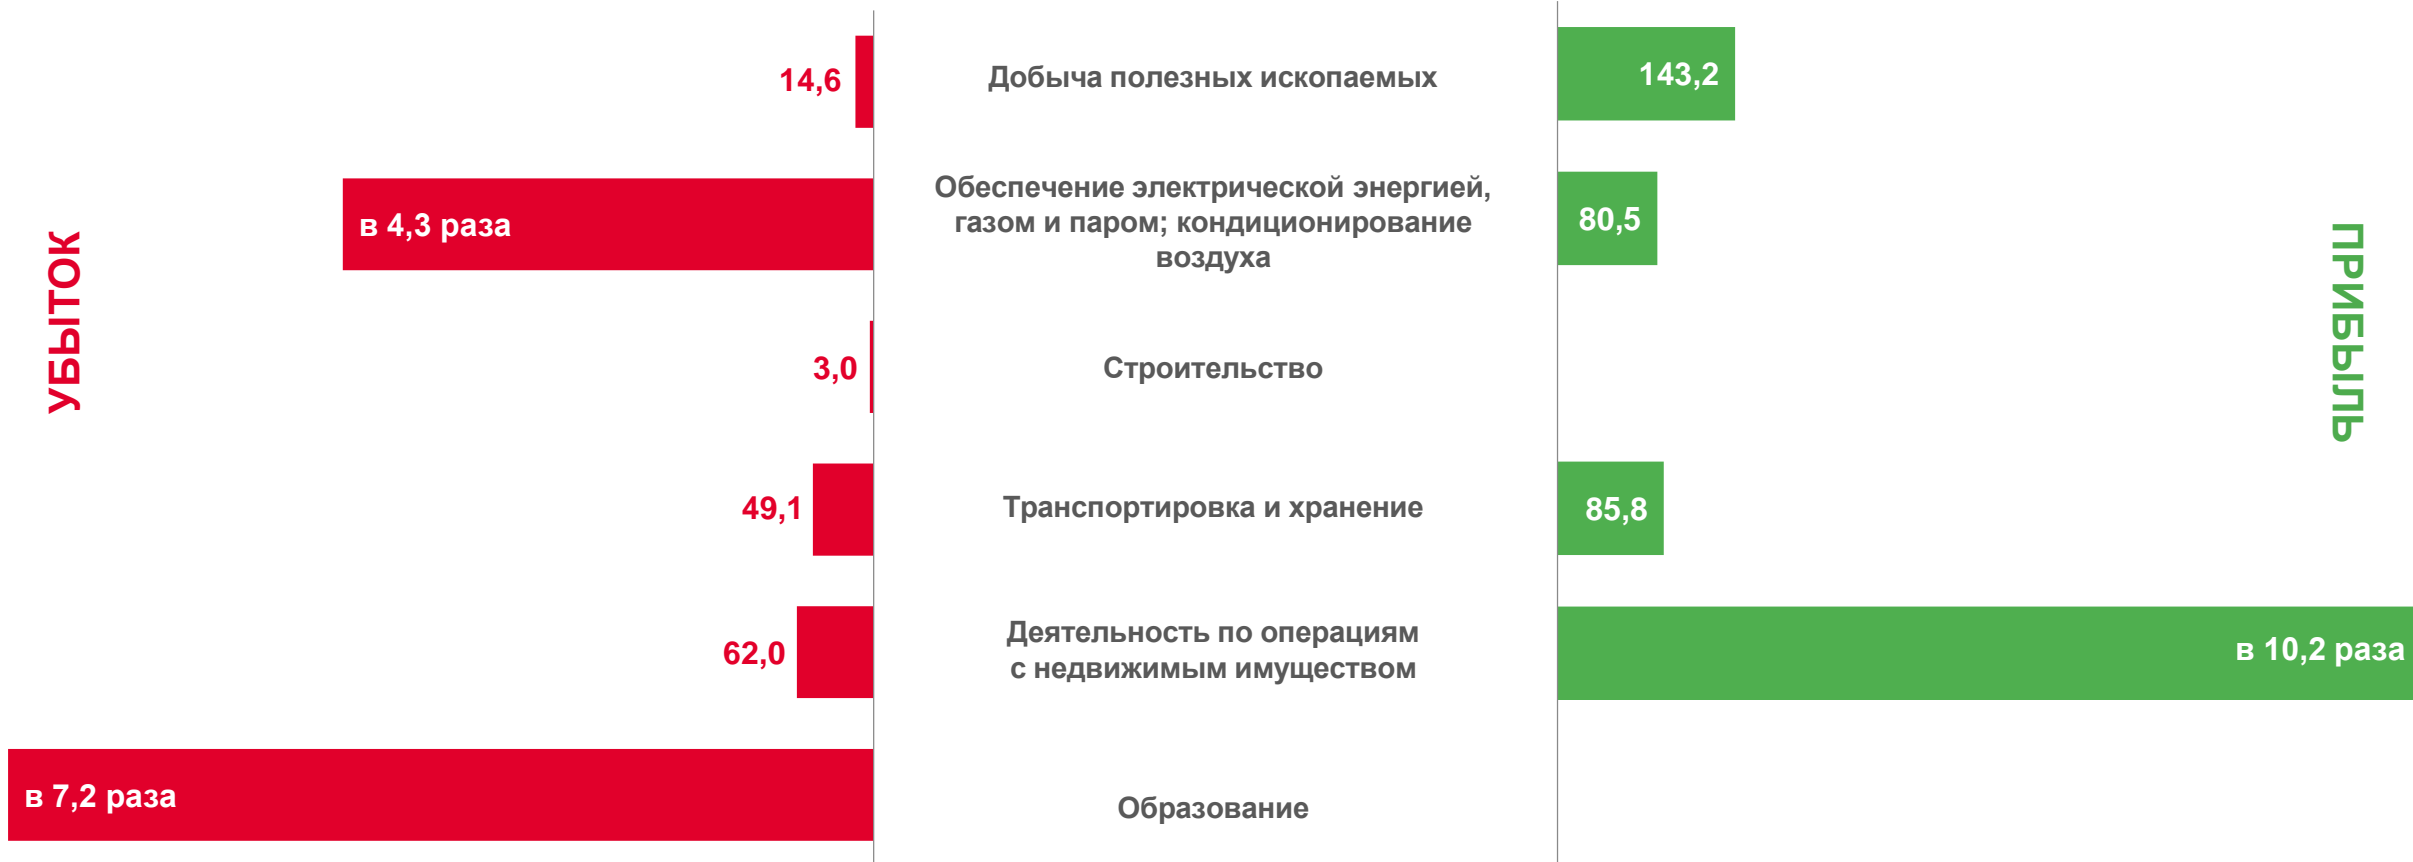 УБЫТОК
14,6
Добыча полезных ископаемых
143,2
в 4,3 раза
Обеспечение электрической энергией,
газом и паром; кондиционирование
воздуха
80,5
3,0
Строительство
49,1
Транспортировка и хранение
85,8
62,0
Деятельность по операциям
с недвижимым имуществом
в 10,2 раза
в 7,2 раза
Образование
ПРИБЫЛЬ